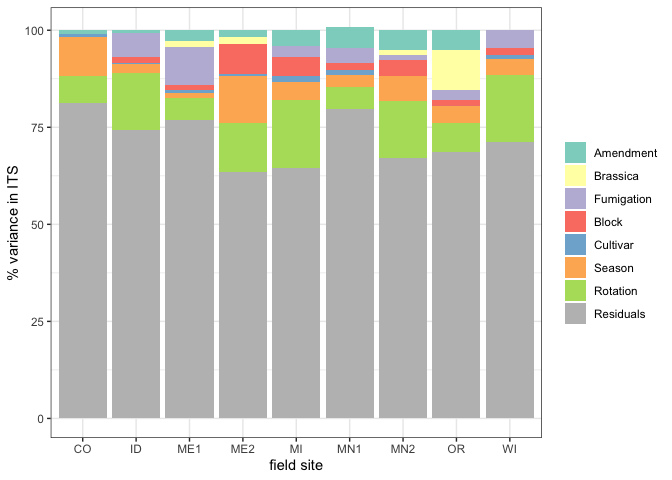 100
75
50
25
0
% variance in ITS
CO ID ME1 ME2 MI MN1 MN2 OR WI
field site
Amendment
Brassica
Fumigation
Block
Cultivar
Season
Rotation
Residuals